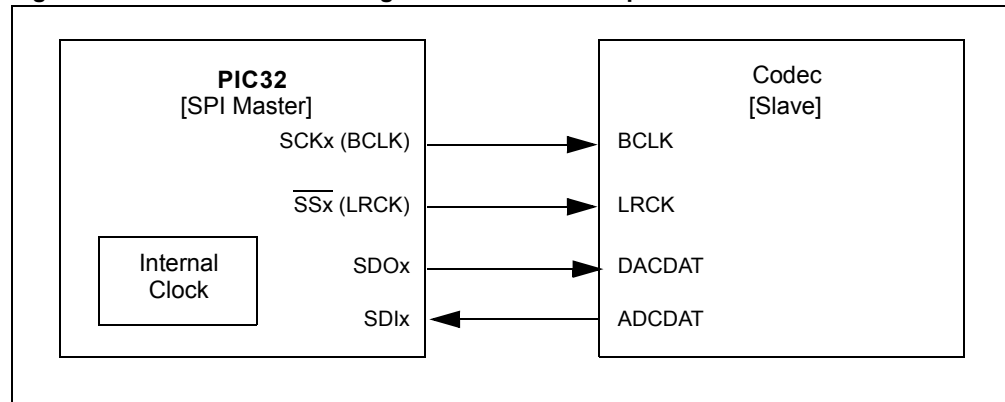 PIC32
[SPI Master]
Codec
[Slave]
SCKx (BCLK)
BCLK
SSx (LRCK)
LRCK
Internal
Clock
SDOx
DACDAT
SDIx
ADCDAT